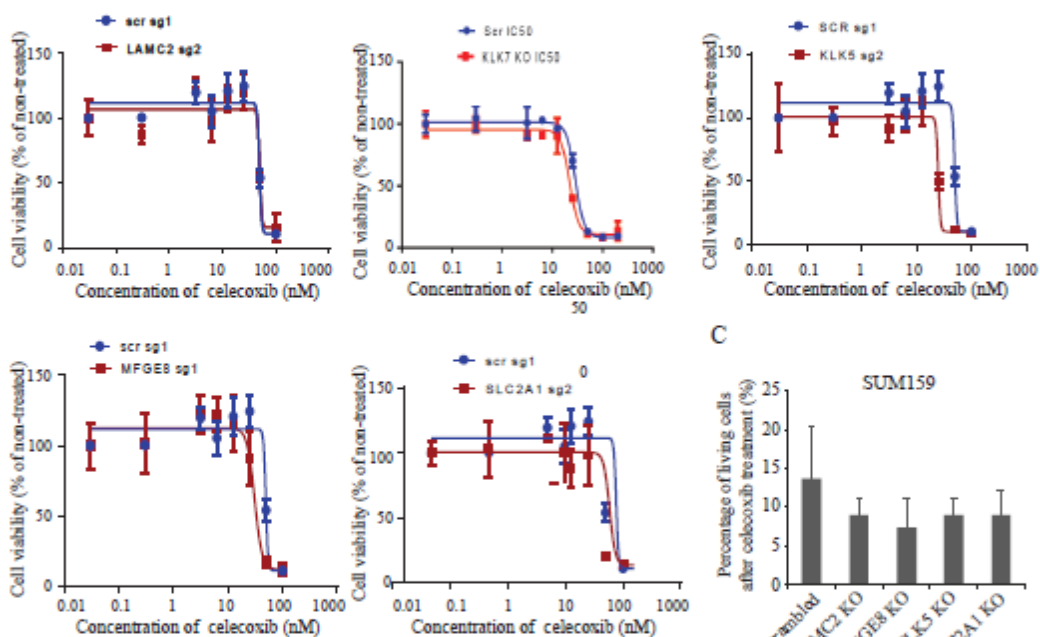 scr sg1
LAMC2 sg2
Cell viability (% of non-treated)
150
100
50
0
0.01 0.1 1 10 100 1000
Concentration of celecoxib (nM)
Scr IC50
KLK7 KO IC50
Cell viability (% of non-treated)
150
100
50
0
0.01 0.1 1 10 100 1000
Concentration of celecoxib (nM)
50
SCR sg1
KLK5 sg2
Cell viability (% of non-treated)
150
100
50
0
0.01 0.1 1 10 100 1000
Concentration of celecoxib (nM)
scr sg1
MFGE8 sg1
Cell viability (% of non-treated)
150
100
50
0
0.01 0.1 1 10 100 1000
Concentration of celecoxib (nM)
scr sg1
0
SLC2A1 sg2
Cell viability (% of non-treated)
150
100
50
0
0.01 0.1 1 10 100 1000
Concentration of celecoxib (nM)
C
SUM159
Percentage of living cells
after celecoxib treatment (%)
25
20
15
10
5
0
KO
KO
KO
KO